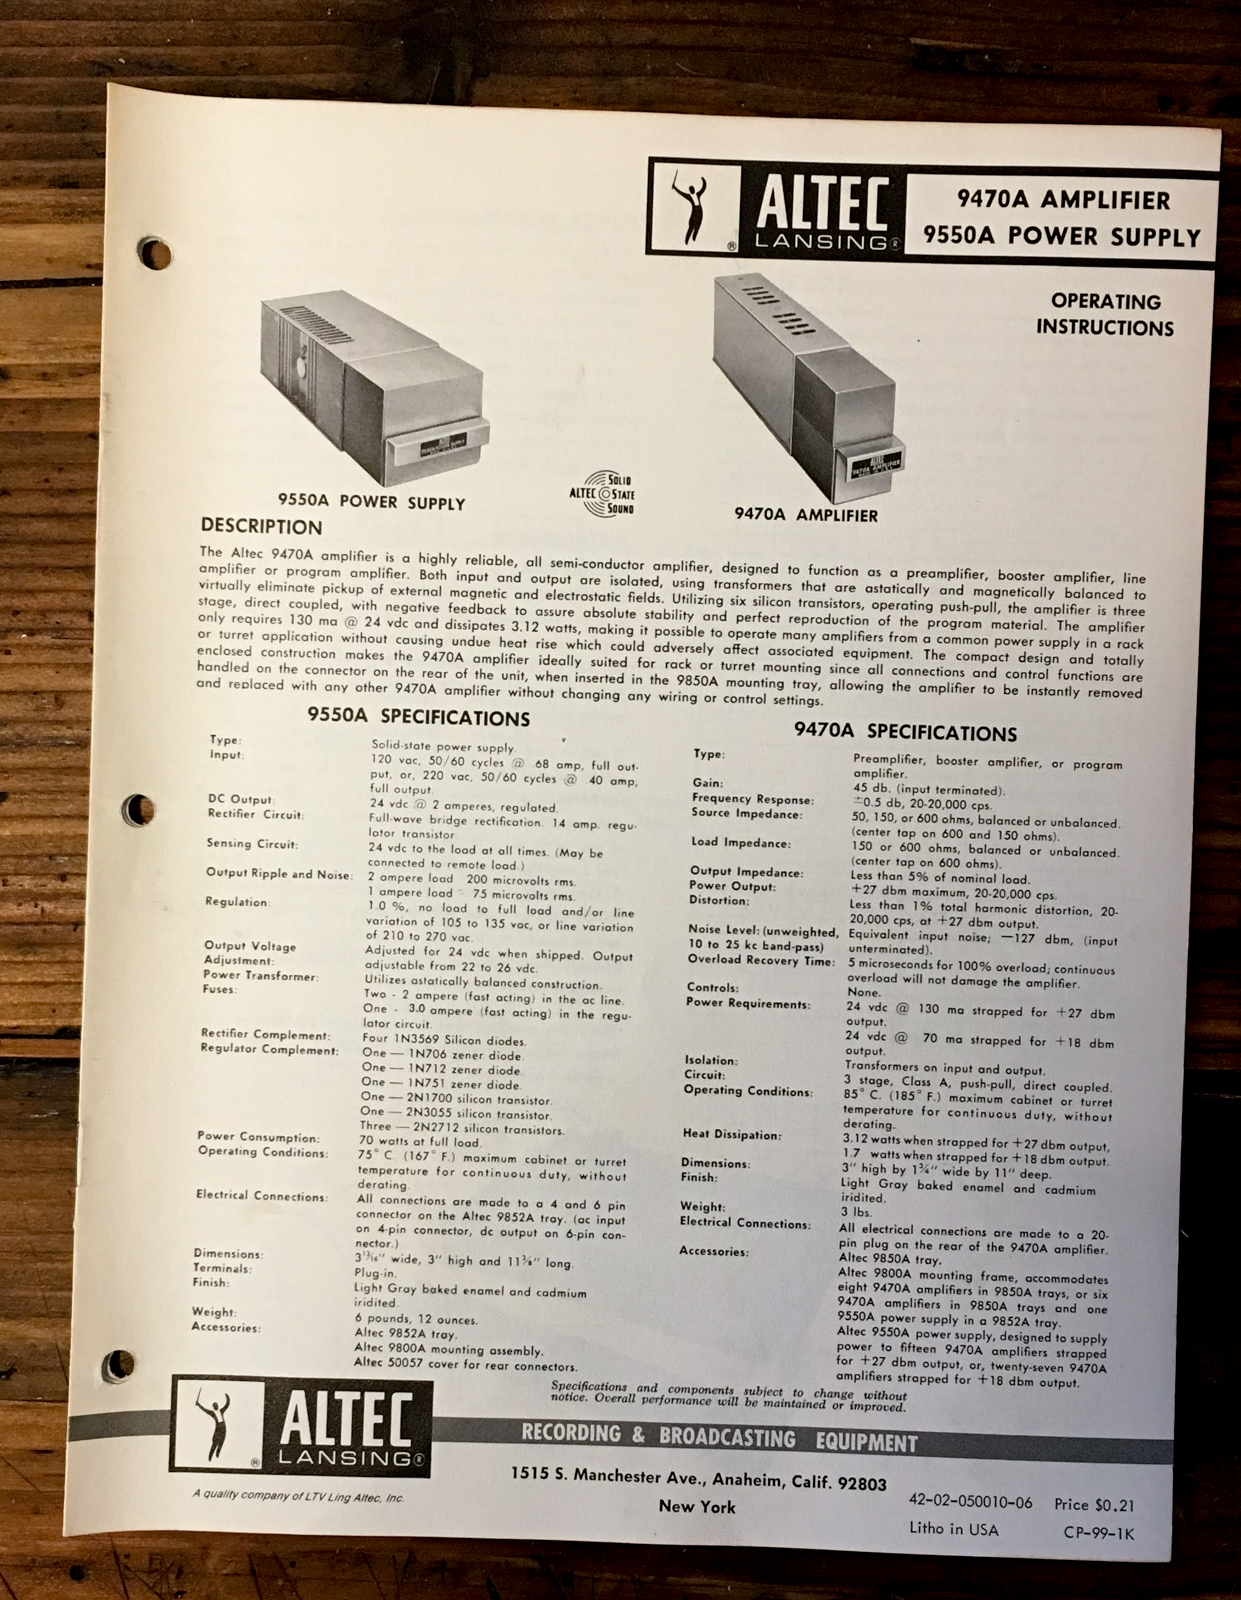 ALTEC
LANSING®
9470A AMPLIFIER
9550A POWER SUPPLY
OPERATING
INSTRUCTIONS
9550A POWER SUPPLY
SOLID
ALTEC STATE
SOUND
ALTEC
9470A AMPLIFIER
9470A AMPLIFIER
DESCRIPTION
The Altec 9470A amplifier is a highly reliable, all semi-conductor amplifier, designed to function as a preamplifier, booster amplifier, line
amplifier or program amplifier. Both input and output are isolated, using transformers that are astatically and magnetically balanced to
virtually eliminate pickup of external magnetic and electrostatic fields. Utilizing six silicon transistors, operating push-pull, the amplifier is three
stage, direct coupled, with negative feedback to assure absolute stability and perfect reproduction of the program material. The amplifier
only requires 130 ma @ 24 vdc and dissipates 3.12 watts, making it possible to operate many amplifiers from a common power supply in a rack
or turret application without causing undue heat rise which could adversely affect associated equipment. The compact design and totally
enclosed construction makes the 9470A amplifier ideally suited for rack or turret mounting since all connections and control functions are
handled on the connector on the rear of the unit, when inserted in the 9850A mounting tray, allowing the amplifier to be instantly removed
and replaced with any other 9470A amplifier without changing any wiring or control settings.
9550A SPECIFICATIONS
Type: Solid-state power supply.
Input: 120 vac, 50/60 cycles @ .68 amp, full out-
put, or, 220 vac, 50/60 cycles @ .40 amp,
full output.
DC Output: 24 vdc @ 2 amperes, regulated.
Rectifier Circuit: Full-wave bridge rectification. 14 amp. regu-
lator transistor
Sensing Circuit: 24 vdc to the load at all times. (May be
connected to remote load.)
Output Ripple and Noise: 2 ampere load 200 microvolts rms.
1 ampere load - 75 microvolts rms.
Regulation: 1.0 %, no load to full load and/or line
variation of 105 to 135 vac, or line variation
of 210 to 270 vac.
Output Voltage
Adjustment: Adjusted for 24 vdc when shipped. Output
adjustable from 22 to 26 vdc.
Power Transformer: Utilizes astatically balanced construction.
Fuses: Two - 2 ampere (fast acting) in the ac line.
One - 3.0 ampere (fast acting) in the regu-
lator circuit.
Rectifier Complement: Four 1N3569 Silicon diodes.
Regulator Complement: One — 1N706 zener diode.
One — 1N712 zener diode.
One — 1N751 zener diode.
One — 2N1700 silicon transistor.
One — 2N3055 silicon transistor.
Three — 2N2712 silicon transistors.
Power Consumption: 70 watts at full load.
Operating Conditions: 75° C. (167° F.) maximum cabinet or turret
temperature for continuous duty, without
derating.
Electrical Connections: All connections are made to a 4 and 6 pin
connector on the Altec 9852A tray. (ac input
on 4-pin connector, dc output on 6-pin con-
nector.)
Dimensions: 3¹³⁄₁₆" wide, 3" high and 11⅜" long.
Terminals: Plug-in.
Finish: Light Gray baked enamel and cadmium
iridited.
Weight: 6 pounds, 12 ounces.
Accessories: Altec 9852A tray.
Altec 9800A mounting assembly.
Altec 50057 cover for rear connectors.
9470A SPECIFICATIONS
Type: Preamplifier, booster amplifier, or program
amplifier.
Gain: 45 db. (input terminated).
Frequency Response: ±0.5 db, 20-20,000 cps.
Source Impedance: 50, 150, or 600 ohms, balanced or unbalanced.
(center tap on 600 and 150 ohms).
Load Impedance: 150 or 600 ohms, balanced or unbalanced.
(center tap on 600 ohms).
Output Impedance: Less than 5% of nominal load.
Power Output: +27 dbm maximum, 20-20,000 cps.
Distortion: Less than 1% total harmonic distortion, 20-
20,000 cps, at +27 dbm output.
Noise Level: (unweighted, Equivalent input noise; —127 dbm, (input
10 to 25 kc band-pass) unterminated).
Overload Recovery Time: 5 microseconds for 100% overload; continuous
overload will not damage the amplifier.
Controls: None.
Power Requirements: 24 vdc @ 130 ma strapped for +27 dbm
output.
24 vdc @ 70 ma strapped for +18 dbm
output.
Isolation: Transformers on input and output.
Circuit: 3 stage, Class A, push-pull, direct coupled.
Operating Conditions: 85° C. (185° F.) maximum cabinet or turret
temperature for continuous duty, without
derating.
Heat Dissipation: 3.12 watts when strapped for +27 dbm output,
1.7 watts when strapped for +18 dbm output.
Dimensions: 3" high by 1¾" wide by 11" deep.
Finish: Light Gray baked enamel and cadmium
iridited.
Weight: 3 lbs.
Electrical Connections: All electrical connections are made to a 20-
pin plug on the rear of the 9470A amplifier.
Accessories: Altec 9850A tray.
Altec 9800A mounting frame, accommodates
eight 9470A amplifiers in 9850A trays, or six
9470A amplifiers in 9850A trays and one
9550A power supply in a 9852A tray.
Altec 9550A power supply, designed to supply
power to fifteen 9470A amplifiers strapped
for +27 dbm output, or, twenty-seven 9470A
amplifiers strapped for +18 dbm output.
Specifications and components subject to change without
notice. Overall performance will be maintained or improved.
ALTEC
LANSING®
RECORDING & BROADCASTING EQUIPMENT
A quality company of LTV Ling Altec, Inc.
1515 S. Manchester Ave., Anaheim, Calif. 92803
New York
42-02-050010-06 Price $0.21
Litho in USA CP-99-1K